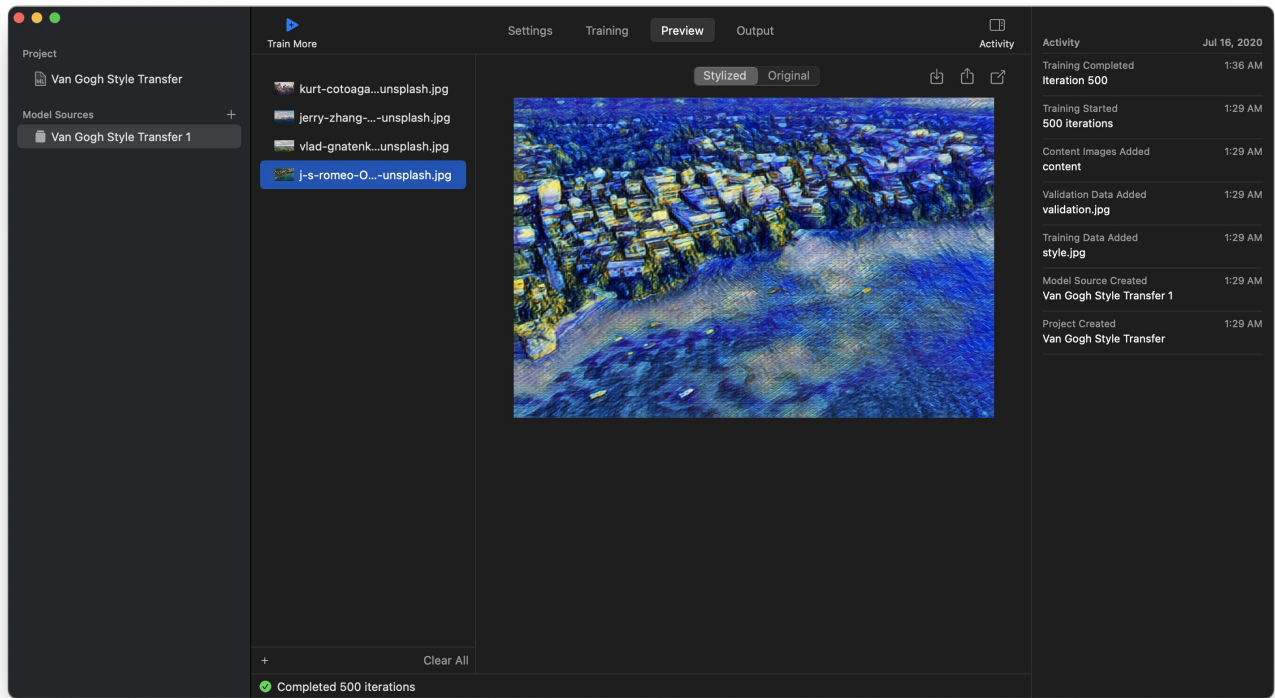 Project
Van Gogh Style Transfer
Model Sources
Van Gogh Style Transfer 1
Train More
Settings
Training
Preview
Output
Activity
kurt-cotoaga...unsplash.jpg
jerry-zhang-...-unsplash.jpg
vlad-gnatenk...unsplash.jpg
j-s-romeo-O...-unsplash.jpg
+
Clear All
Completed 500 iterations
Stylized
Original
Activity Jul 16, 2020
Training Completed 1:36 AM
Iteration 500
Training Started 1:29 AM
500 iterations
Content Images Added 1:29 AM
content
Validation Data Added 1:29 AM
validation.jpg
Training Data Added 1:29 AM
style.jpg
Model Source Created 1:29 AM
Van Gogh Style Transfer 1
Project Created 1:29 AM
Van Gogh Style Transfer